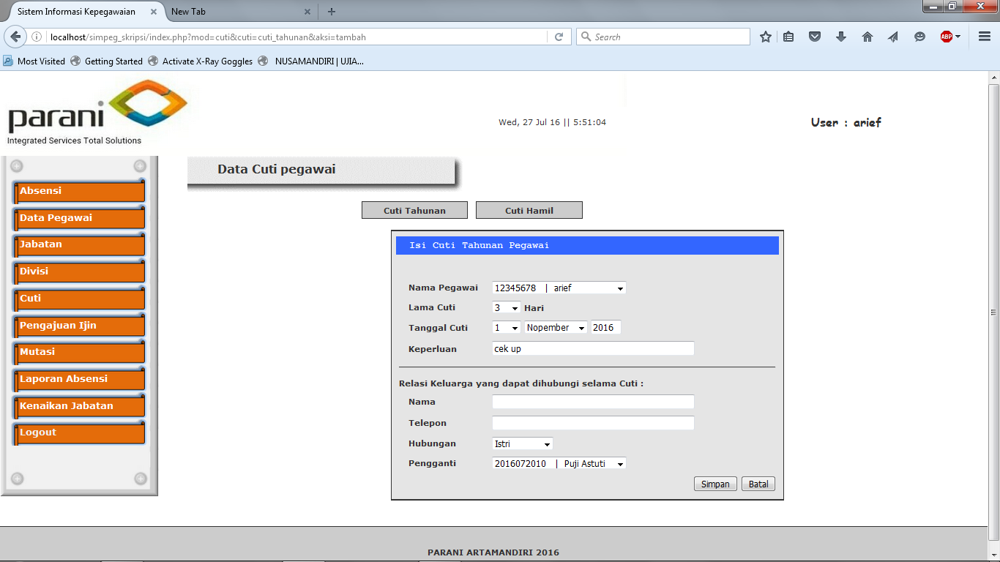 Sistem Informasi Kepegawaian
New Tab
localhost/simpeg_skripsi/index.php?mod=cuti&cuti=cuti_tahunan&aksi=tambah
Search
ABP
Most Visited Getting Started Activate X-Ray Goggles NUSAMANDIRI | UJIA...
parani
Integrated Services Total Solutions
Wed, 27 Jul 16 || 5:51:04
User : arief
Absensi
Data Pegawai
Jabatan
Divisi
Cuti
Pengajuan Ijin
Mutasi
Laporan Absensi
Kenaikan Jabatan
Logout
Data Cuti pegawai
Cuti Tahunan Cuti Hamil
Isi Cuti Tahunan Pegawai
Nama Pegawai 12345678 | arief
Lama Cuti 3 Hari
Tanggal Cuti 1 Nopember 2016
Keperluan cek up
Relasi Keluarga yang dapat dihubungi selama Cuti :
Nama
Telepon
Hubungan Istri
Pengganti 2016072010 | Puji Astuti
Simpan Batal
PARANI ARTAMANDIRI 2016